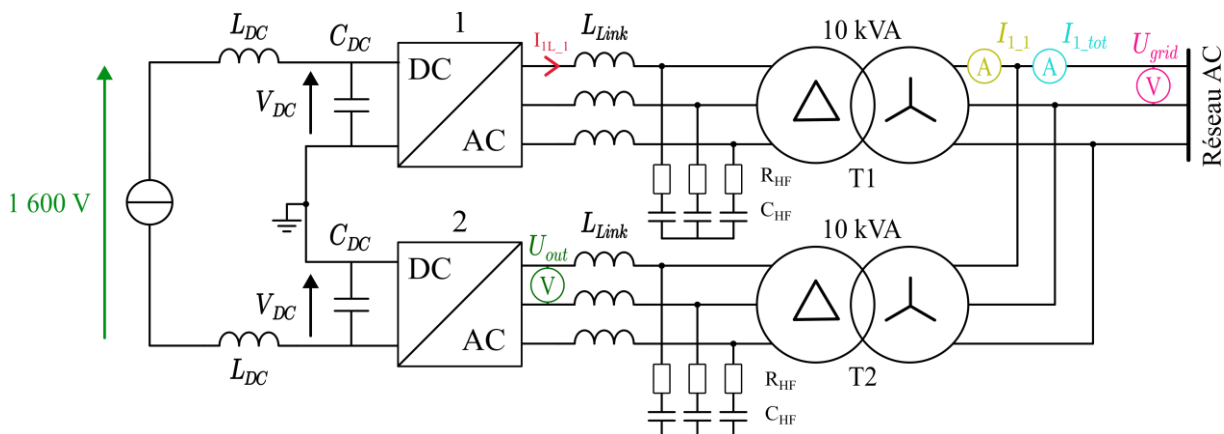 L_DC
C_DC
1
I_1L_1
L_Link
10 kVA
I_1_1
I_1_tot
U_grid
DC
A
A
V
V_DC
AC
Réseau AC
R_HF
T1
1 600 V
C_HF
C_DC
2
L_Link
10 kVA
DC
U_out
V
V_DC
AC
L_DC
R_HF
T2
C_HF